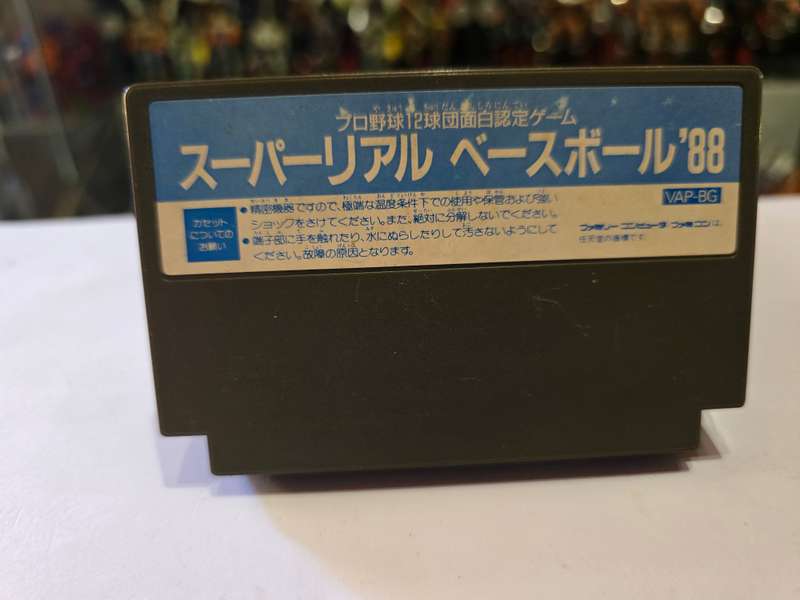 プロ野球12球団面白認定ゲーム
スーパーリアル ベースボール'88
VAP-BG
カセット
についての
お願い
•精密機器ですので、極端な温度条件下での使用や保管および強い
ショックをさけてください。また、絶対に分解しないでください。
•端子部に手を触れたり、水にぬらしたりして汚さないようにして
ください。故障の原因となります。
ファミリーコンピュータ・ファミコンは、
任天堂の商標です。